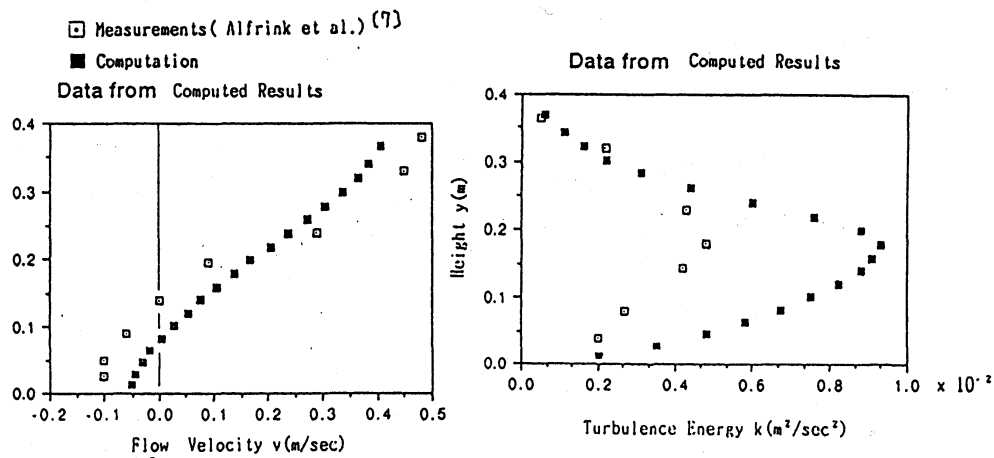 Measurements( Alfrink et al.) (7)
Computation
Data from Computed Results
0.4
0.3
0.2
0.1
0.0
-0.2 -0.1 0.0 0.1 0.2 0.3 0.4 0.5
Flow Velocity v(m/sec)
Data from Computed Results
Height y(m)
0.4
0.3
0.2
0.1
0.0
0.0 0.2 0.4 0.6 0.8 1.0 x 10⁻²
Turbulence Energy k(m²/sec²)